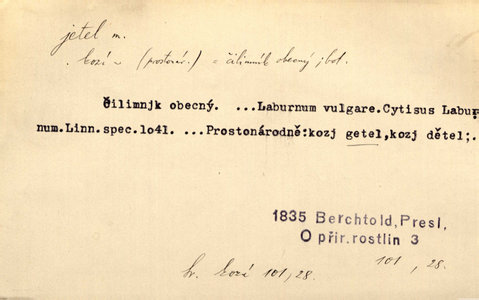 jetel m.
. kozí ~ (prostonár.) = čilimník obecný, bot.
Čilimnjk obecný. ...Laburnum vulgare.Cytisus Labur
num.Linn.spec.1041. ...Prostonárodně:kozj getel,kozj dětel;.
1835 Berchtold, Presl,
O přir.rostlin 3
101, 28.
kozí 101, 28.